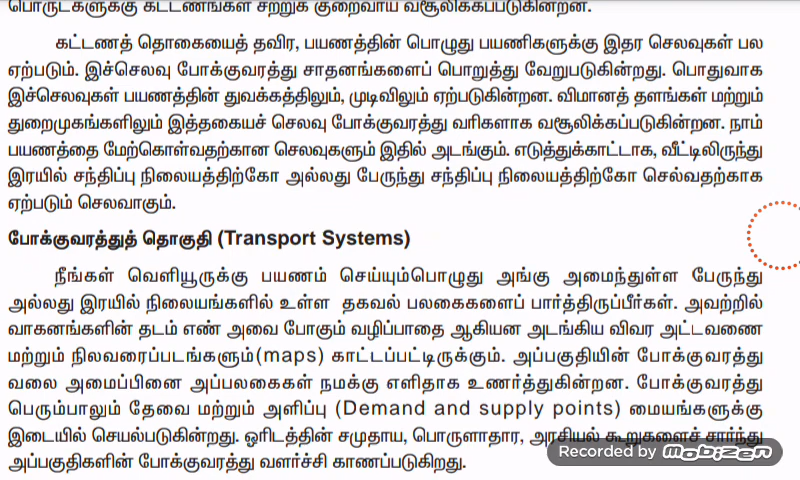 பொருட்களுக்கு கட்டணங்கள் சற்றுக் குறைவாய் வசூலிக்கப்படுகின்றன.
கட்டணத் தொகையைத் தவிர, பயணத்தின் பொழுது பயணிகளுக்கு இதர செலவுகள் பல
ஏற்படும். இச்செலவு போக்குவரத்து சாதனங்களைப் பொறுத்து வேறுபடுகின்றது. பொதுவாக
இச்செலவுகள் பயணத்தின் துவக்கத்திலும், முடிவிலும் ஏற்படுகின்றன. விமானத் தளங்கள் மற்றும்
துறைமுகங்களிலும் இத்தகையச் செலவு போக்குவரத்து வரிகளாக வசூலிக்கப்படுகின்றன. நாம்
பயணத்தை மேற்கொள்வதற்கான செலவுகளும் இதில் அடங்கும். எடுத்துக்காட்டாக, வீட்டிலிருந்து
இரயில் சந்திப்பு நிலையத்திற்கோ அல்லது பேருந்து சந்திப்பு நிலையத்திற்கோ செல்வதற்காக
ஏற்படும் செலவாகும்.
போக்குவரத்துத் தொகுதி (Transport Systems)
நீங்கள் வெளியூருக்கு பயணம் செய்யும்பொழுது அங்கு அமைந்துள்ள பேருந்து
அல்லது இரயில் நிலையங்களில் உள்ள தகவல் பலகைகளைப் பார்த்திருப்பீர்கள். அவற்றில்
வாகனங்களின் தடம் எண் அவை போகும் வழிப்பாதை ஆகியன அடங்கிய விவர அட்டவணை
மற்றும் நிலவரைப்படங்களும்(maps) காட்டப்பட்டிருக்கும். அப்பகுதியின் போக்குவரத்து
வலை அமைப்பினை அப்பலகைகள் நமக்கு எளிதாக உணர்த்துகின்றன. போக்குவரத்து
பெரும்பாலும் தேவை மற்றும் அளிப்பு (Demand and supply points) மையங்களுக்கு
இடையில் செயல்படுகின்றது. ஓரிடத்தின் சமுதாய, பொருளாதார, அரசியல் கூறுகளைச் சார்ந்து
அப்பகுதிகளின் போக்குவரத்து வளர்ச்சி காணப்படுகிறது.
Recorded by mobizen